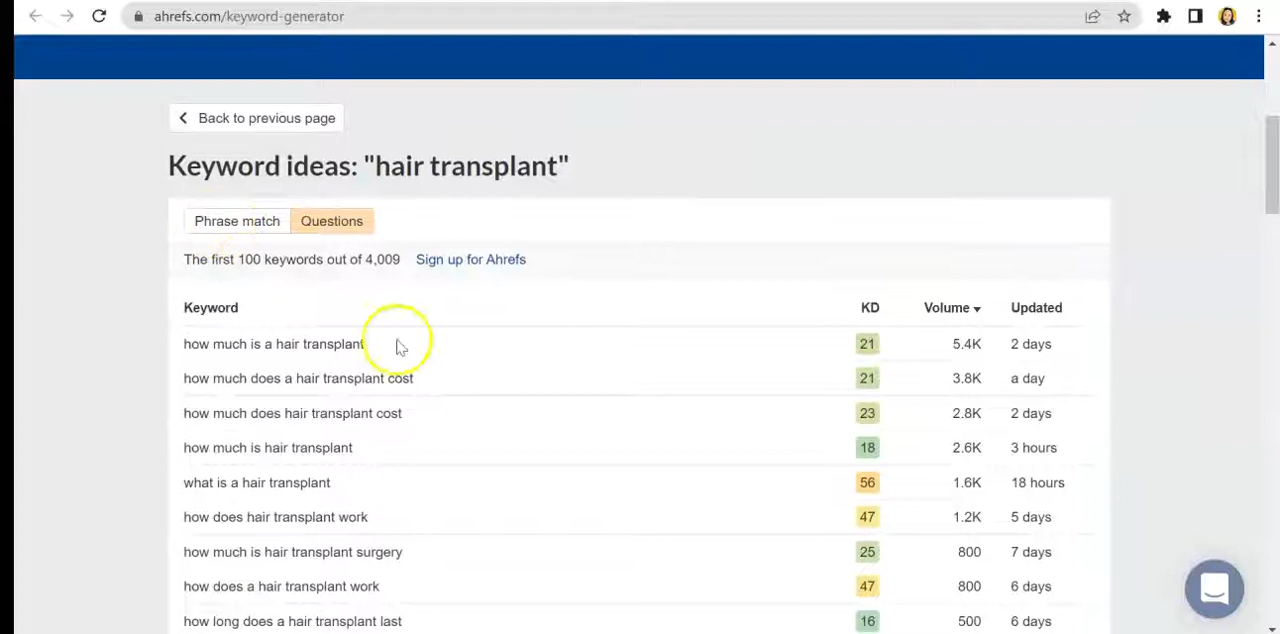 ahrefs.com/keyword-generator
Back to previous page
Keyword ideas: "hair transplant"
Phrase match Questions
The first 100 keywords out of 4,009 Sign up for Ahrefs
Keyword KD Volume Updated
how much is a hair transplant 21 5.4K 2 days
how much does a hair transplant cost 21 3.8K a day
how much does hair transplant cost 23 2.8K 2 days
how much is hair transplant 18 2.6K 3 hours
what is a hair transplant 56 1.6K 18 hours
how does hair transplant work 47 1.2K 5 days
how much is hair transplant surgery 25 800 7 days
how does a hair transplant work 47 800 6 days
how long does a hair transplant last 16 500 6 days